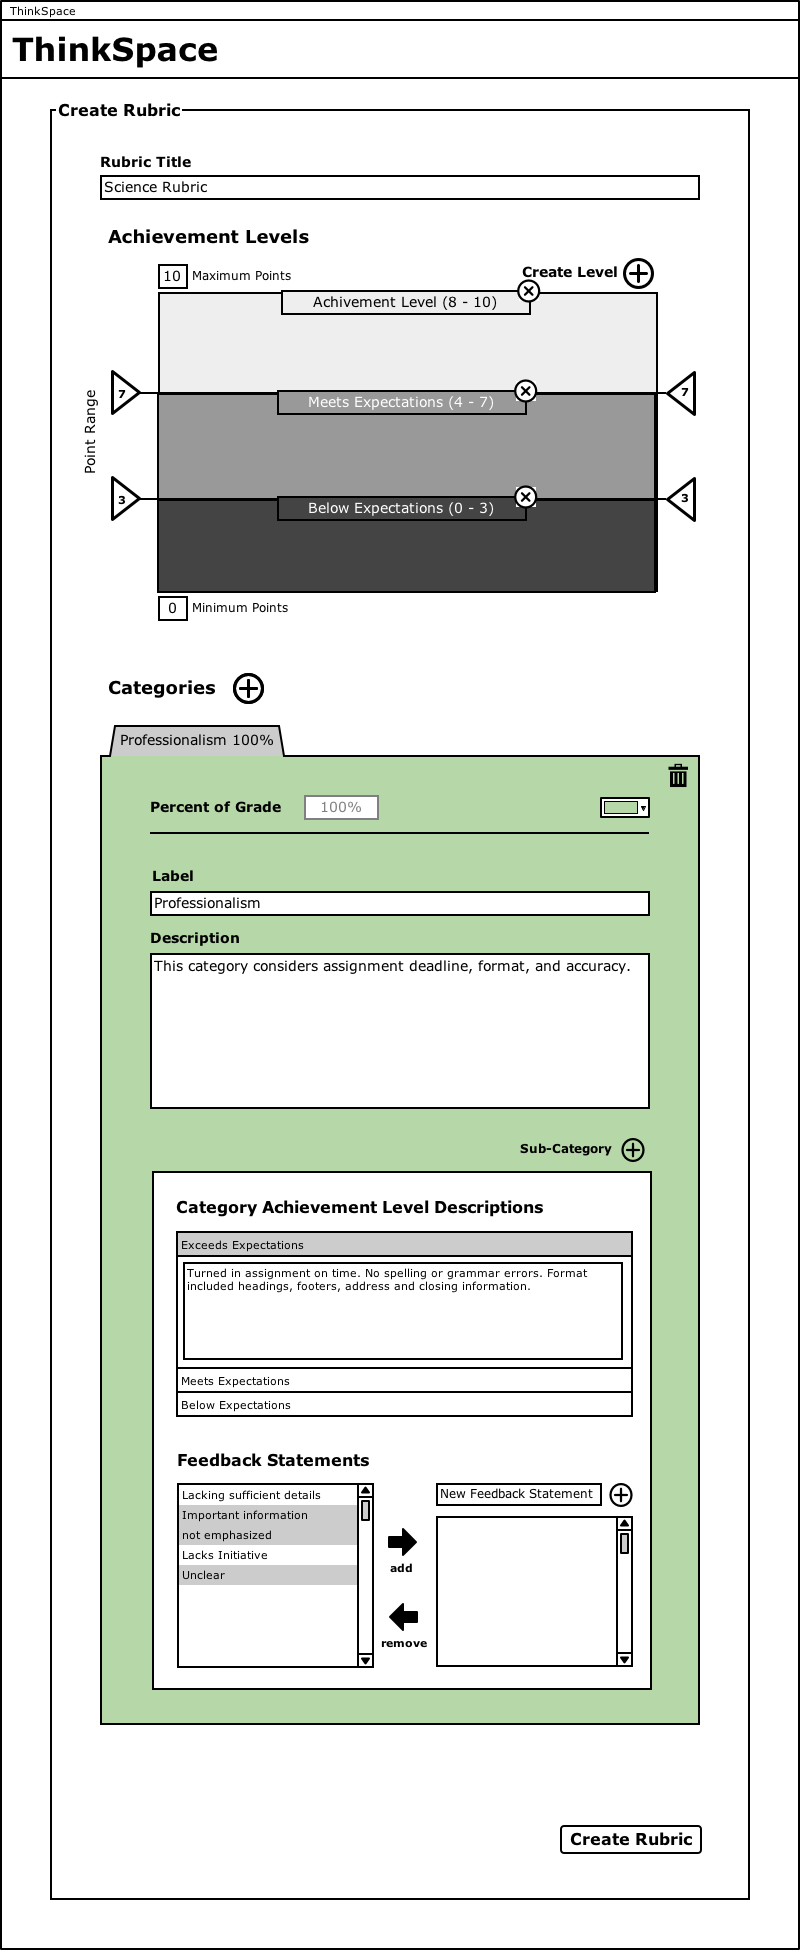 ThinkSpace
ThinkSpace
Create Rubric
Rubric Title
Science Rubric
Achievement Levels
10 Maximum Points
Create Level
Achivement Level (8 - 10)
7
Meets Expectations (4 - 7)
7
Point Range
3
Below Expectations (0 - 3)
3
0 Minimum Points
Categories
Professionalism 100%
Percent of Grade 100%
Label
Professionalism
Description
This category considers assignment deadline, format, and accuracy.
Sub-Category
Category Achievement Level Descriptions
Exceeds Expectations
Turned in assignment on time. No spelling or grammar errors. Format
included headings, footers, address and closing information.
Meets Expectations
Below Expectations
Feedback Statements
Lacking sufficient details
Important information
not emphasized
Lacks Initiative
Unclear
add
remove
New Feedback Statement
Create Rubric